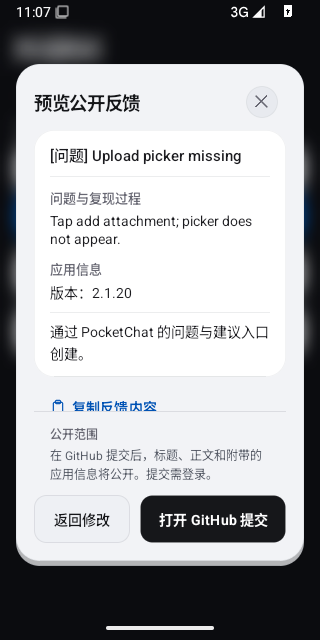 11:07
3G
预览公开反馈
[问题] Upload picker missing
问题与复现过程
Tap add attachment; picker does
not appear.
应用信息
版本：2.1.20
通过 PocketChat 的问题与建议入口
创建。
复制反馈内容
公开范围
在 GitHub 提交后，标题、正文和附带的
应用信息将公开。提交需登录。
返回修改
打开 GitHub 提交